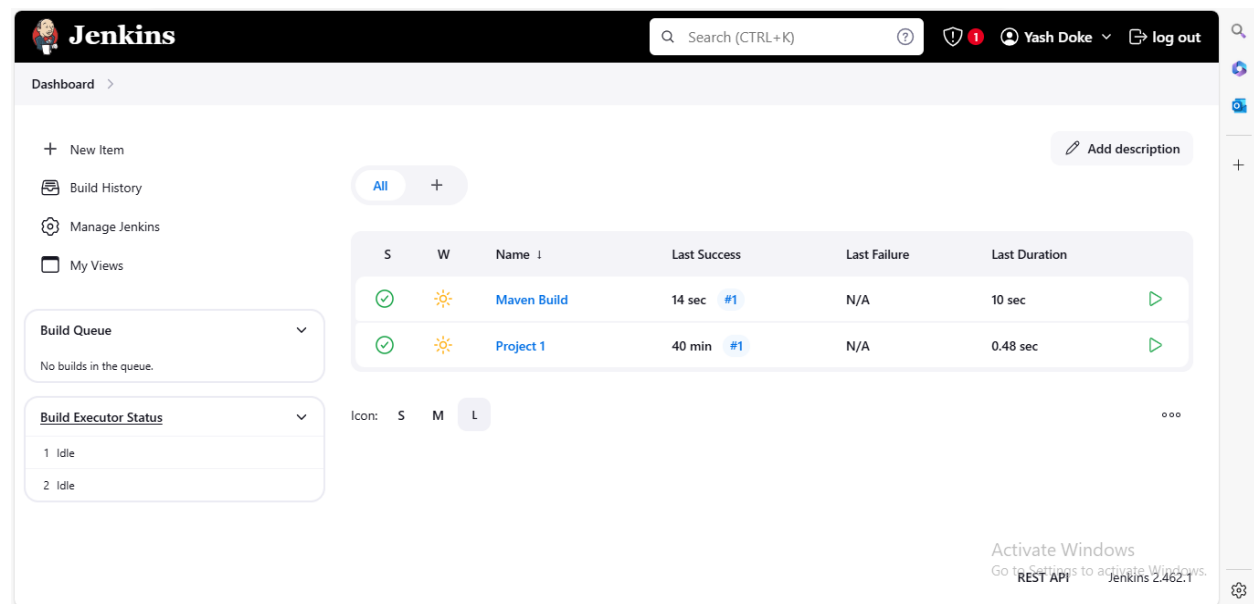 Jenkins
Search (CTRL+K)
?
1
Yash Doke
log out
Dashboard
New Item
Build History
Manage Jenkins
My Views
Build Queue
No builds in the queue.
Build Executor Status
1 Idle
2 Idle
Add description
All +
S W Name ↓ Last Success Last Failure Last Duration
Maven Build 14 sec #1 N/A 10 sec
Project 1 40 min #1 N/A 0.48 sec
Icon: S M L
Activate Windows
Go to Settings to activate Windows.
REST API Jenkins 2.462.1